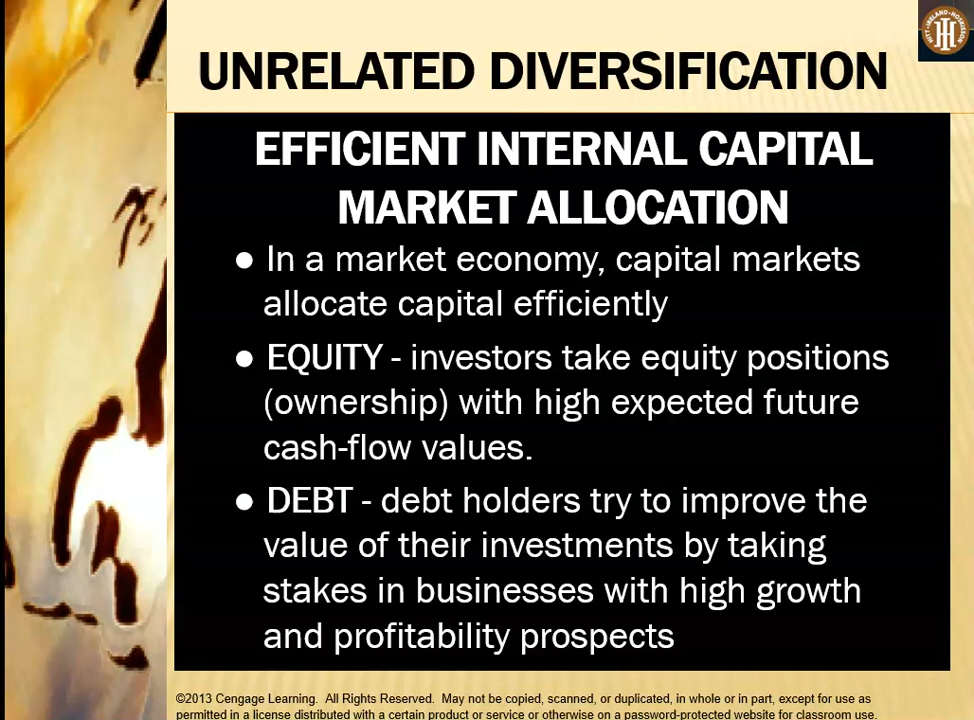 HITT • IRELAND • HOSKISSON
UNRELATED DIVERSIFICATION
EFFICIENT INTERNAL CAPITAL
MARKET ALLOCATION
● In a market economy, capital markets
allocate capital efficiently
● EQUITY - investors take equity positions
(ownership) with high expected future
cash-flow values.
● DEBT - debt holders try to improve the
value of their investments by taking
stakes in businesses with high growth
and profitability prospects
©2013 Cengage Learning. All Rights Reserved. May not be copied, scanned, or duplicated, in whole or in part, except for use as
permitted in a license distributed with a certain product or service or otherwise on a password-protected website for classroom use.